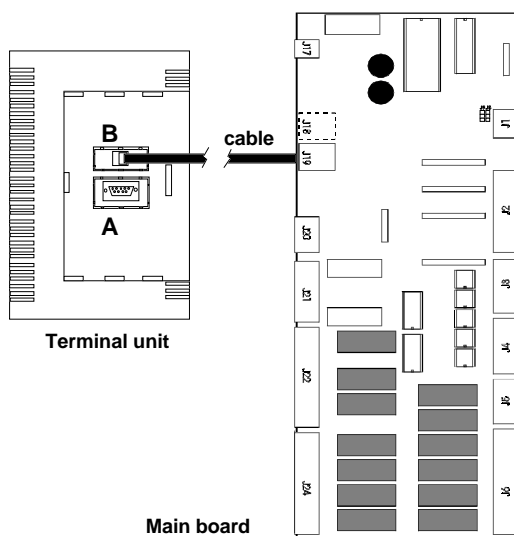 J17
J18
J19
J20
J21
J22
J24
J1
J2
J3
J4
J5
J6
B
cable
A
Terminal unit
Main board